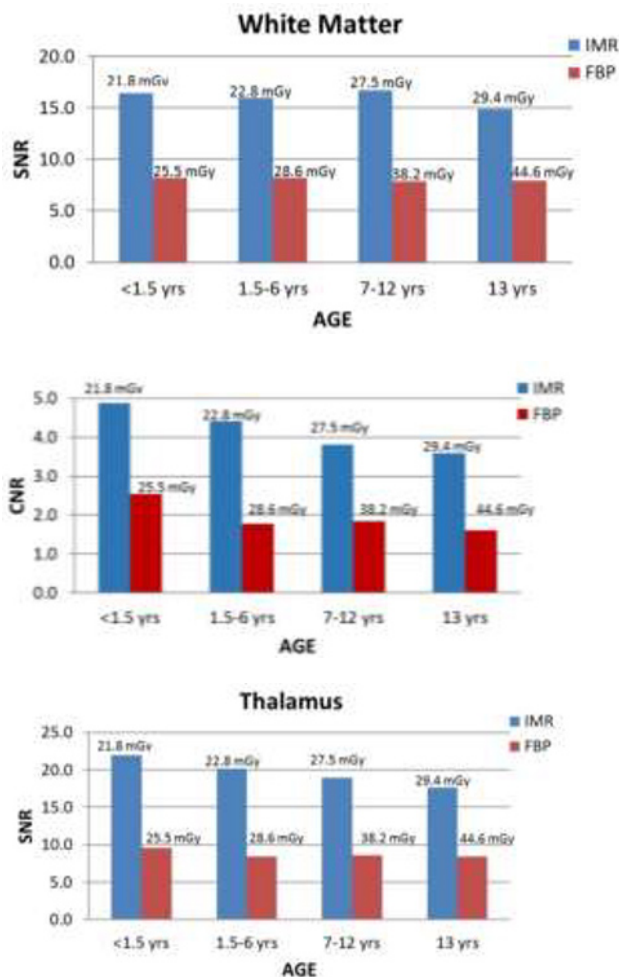 White Matter
IMR
FBP
20.0
15.0
10.0
5.0
0.0
SNR
21.8 mGv
22.8 mGy
27.5 mGy
29.4 mGy
25.5 mGy
28.6 mGy
38.2 mGy
44.6 mGy
<1.5 yrs 1.5-6 yrs 7-12 yrs 13 yrs
AGE
21.8 mGv
IMR
FBP
5.0
4.0
3.0
2.0
1.0
0.0
CNR
22.8 mGy
27.5 mGy
29.4 mGy
25.5 mGy
28.6 mGy
38.2 mGy
44.6 mGy
<1.5 yrs 1.5-6 yrs 7-12 yrs 13 yrs
AGE
Thalamus
IMR
FBP
25.0
20.0
15.0
10.0
5.0
0.0
SNR
21.8 mGv
22.8 mGy
27.5 mGy
29.4 mGy
25.5 mGy
28.6 mGy
38.2 mGy
44.6 mGy
<1.5 yrs 1.5-6 yrs 7-12 yrs 13 yrs
AGE